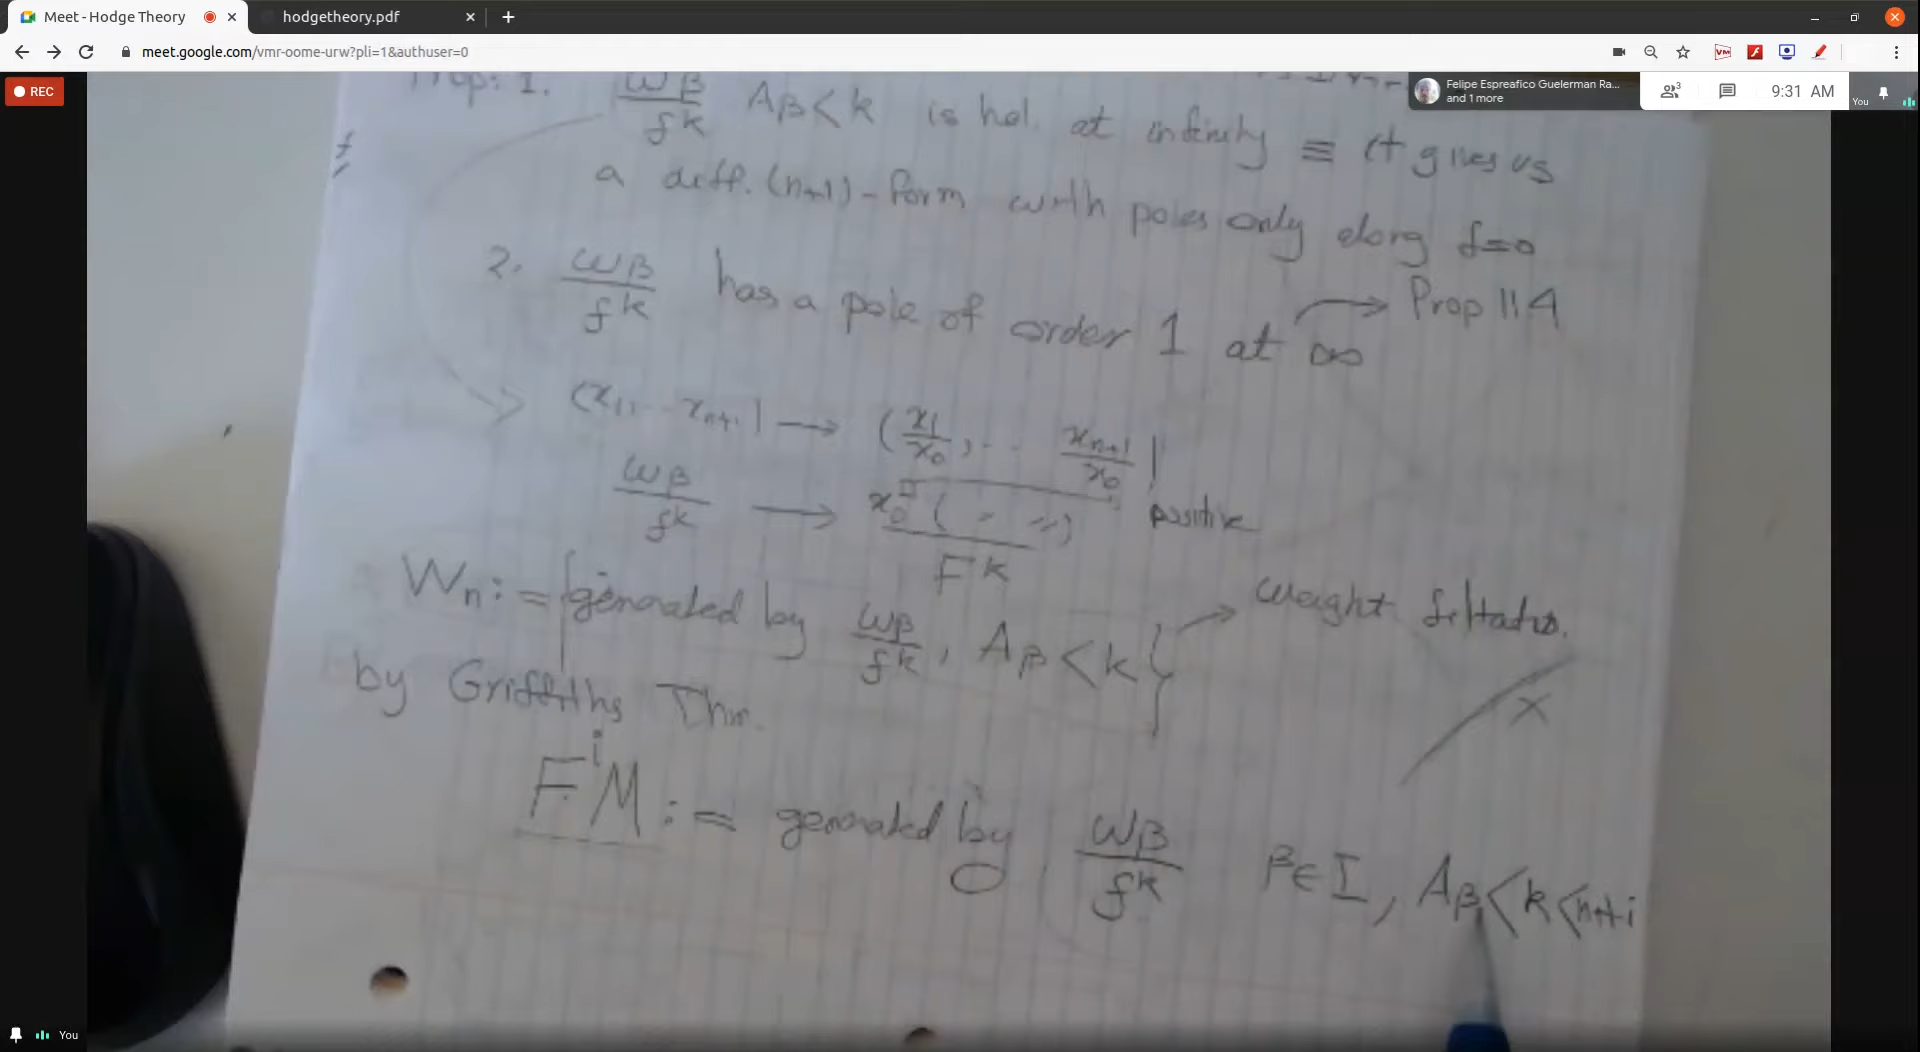 Meet - Hodge Theory
hodgetheory.pdf
meet.google.com/vmr-oome-urw?pli=1&authuser=0
REC
Felipe Espreafico Guelerman Ra...
and 1 more
3
9:31 AM
You
Prop: 1. ωβ/f^k Aβ<k is hol. at infinity ≡ it gives us
a diff. (n+1)-form with poles only along f=0
2. ωβ/f^k has a pole of order 1 at ∞ → Prop 11.4
(x1, .. xn+1) → (x1/x0, .. xn+1/x0)
ωβ/f^k → x0^□ ( ) / F^k positive
Wn := generated by ωβ/f^k, Aβ<k } → weight
by Griffiths Thm.
F^i M := generated by ωβ/f^k β∈I, Aβ<k<n+1-i
X
You